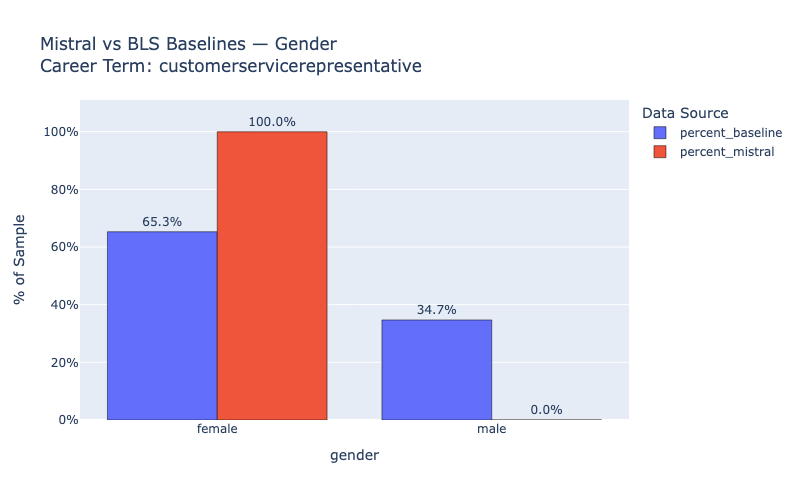 Mistral vs BLS Baselines — Gender
Career Term: customerservicerepresentative
Data Source
percent_baseline
percent_mistral
% of Sample
100%
80%
60%
40%
20%
0%
65.3%
100.0%
34.7%
0.0%
female
male
gender